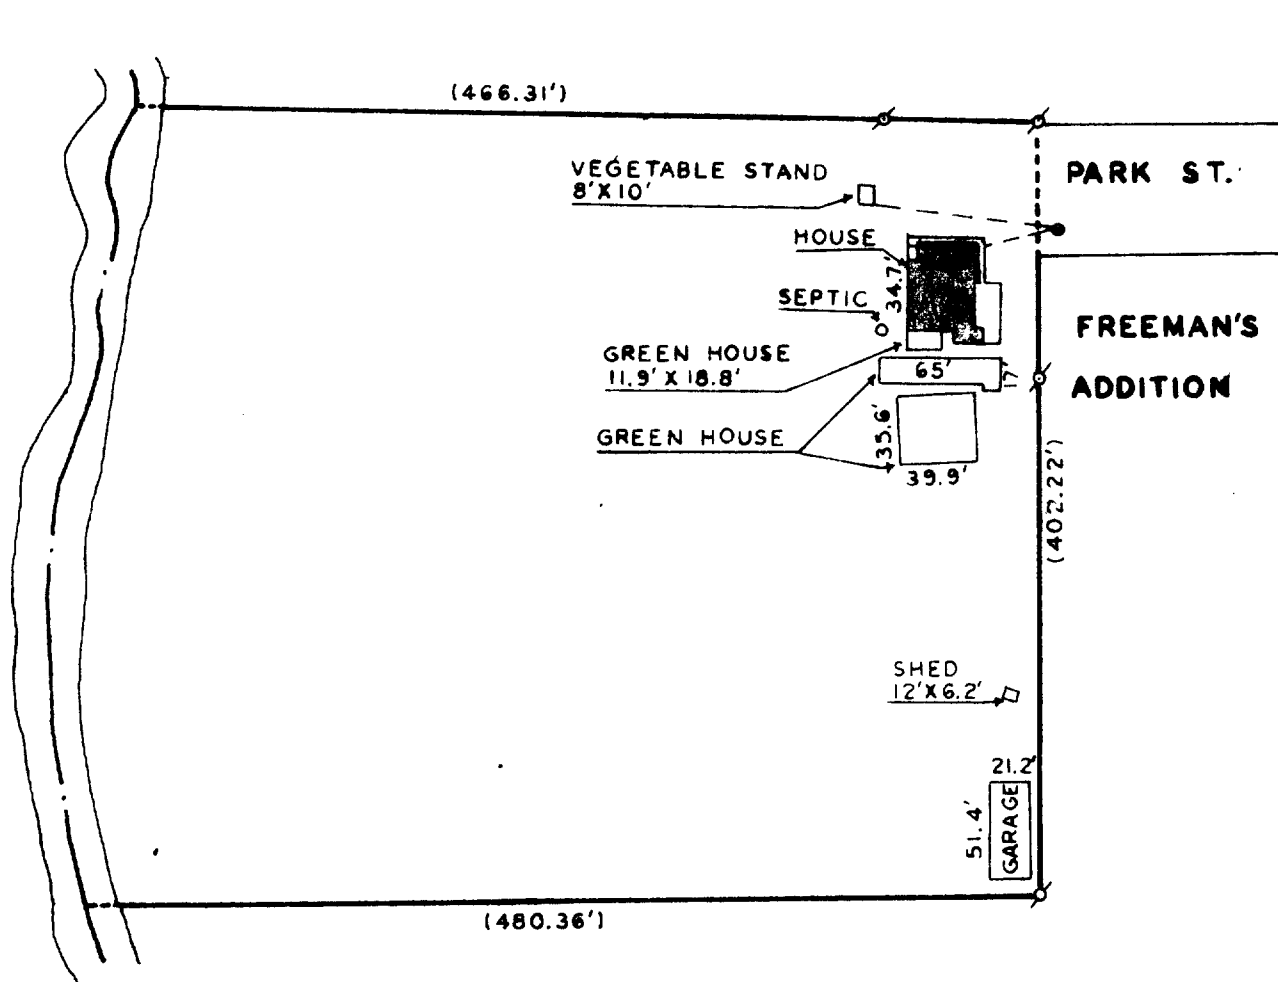 (466.31')
PARK ST.
VEGETABLE STAND
8'X10'
HOUSE
34.7'
SEPTIC
FREEMAN'S
ADDITION
GREEN HOUSE
11.9' X 18.8'
65'
17'
GREEN HOUSE
35.6'
39.9'
(402.22')
SHED
12'X6.2'
21.2'
51.4'
GARAGE
(480.36')